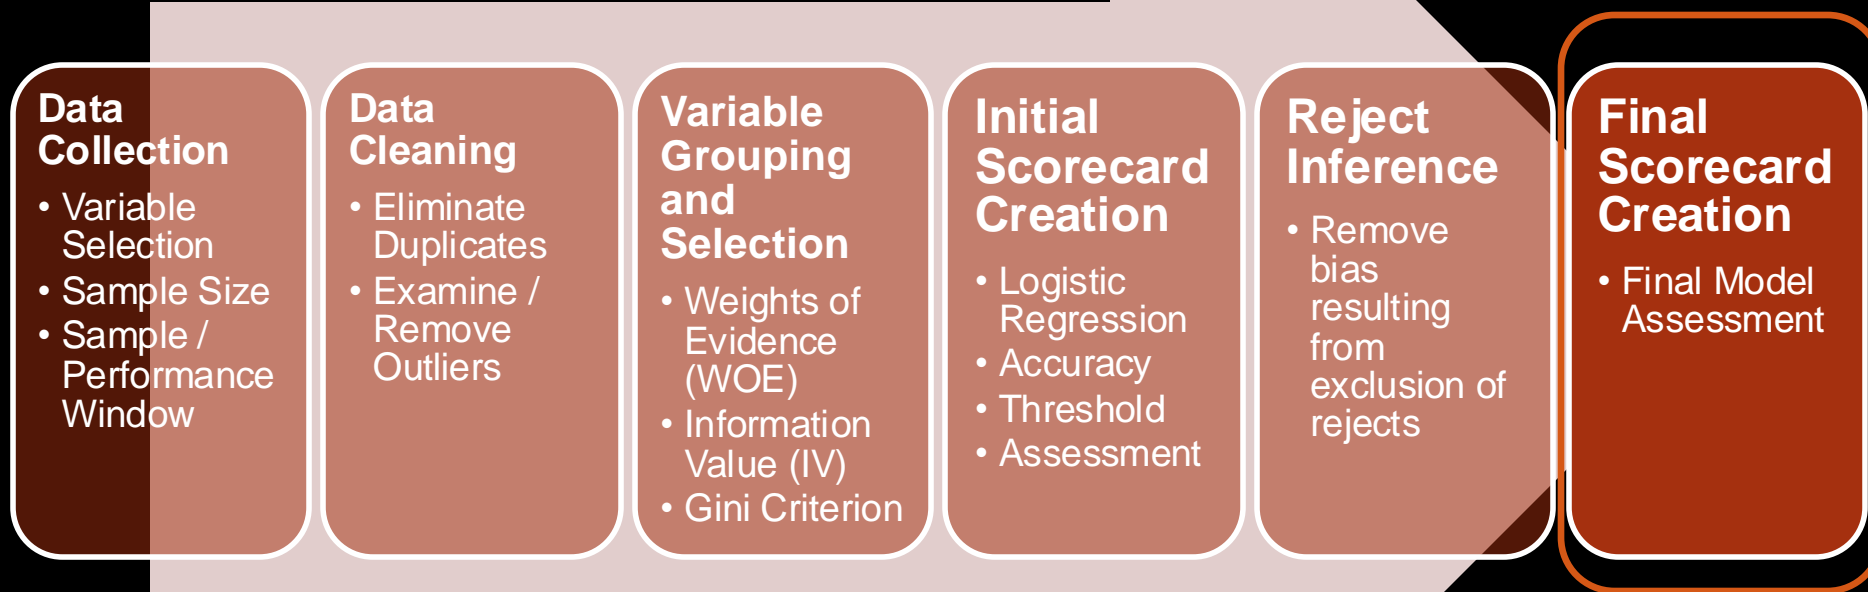 Data
Collection
• Variable
Selection
• Sample Size
• Sample /
Performance
Window
Data
Cleaning
• Eliminate
Duplicates
• Examine /
Remove
Outliers
Variable
Grouping
and
Selection
• Weights of
Evidence
(WOE)
• Information
Value (IV)
• Gini Criterion
Initial
Scorecard
Creation
• Logistic
Regression
• Accuracy
• Threshold
• Assessment
Reject
Inference
• Remove
bias
resulting
from
exclusion of
rejects
Final
Scorecard
Creation
• Final Model
Assessment